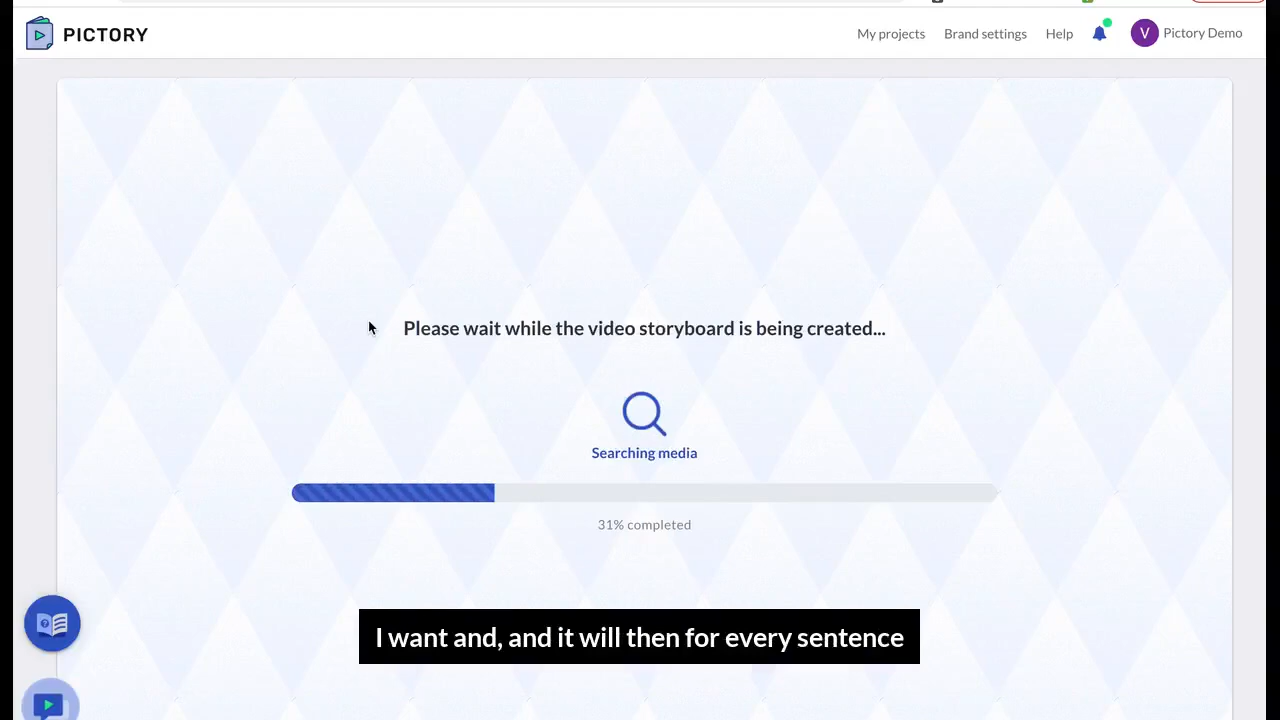 PICTORY
My projects
Brand settings
Help
V
Pictory Demo
Please wait while the video storyboard is being created...
Searching media
31% completed
I want and, and it will then for every sentence